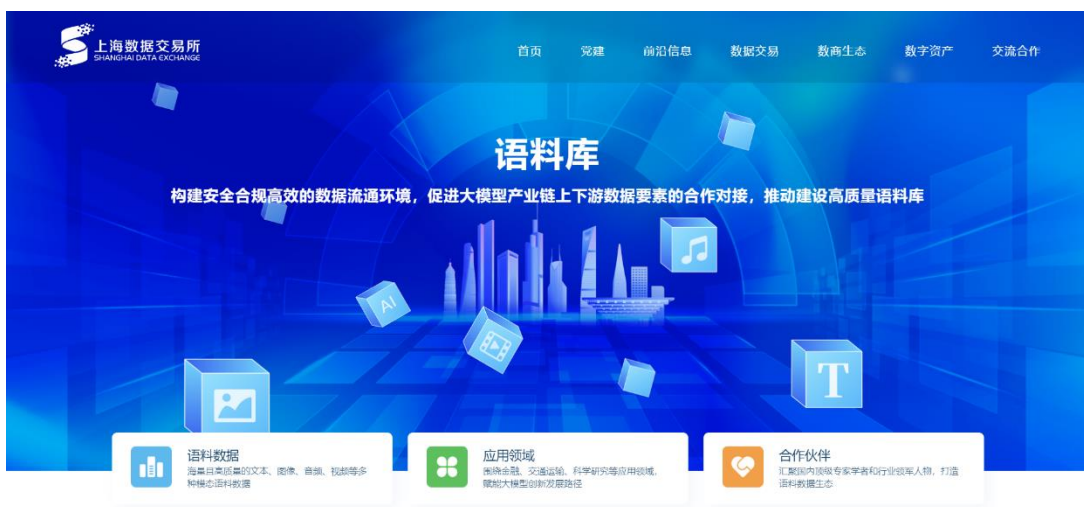 上海数据交易所
SHANGHAI DATA EXCHANGE
首页 党建 前沿信息 数据交易 数商生态 数字资产 交流合作
语料库
构建安全合规高效的数据流通环境，促进大模型产业链上下游数据要素的合作对接，推动建设高质量语料库
AI
T
语料数据
海量且高质量的文本、图像、音频、视频等多
种模态语料数据
应用领域
围绕金融、交通运输、科学研究等应用领域，
赋能大模型创新发展路径
合作伙伴
汇聚国内顶级专家学者和行业领军人物，打造
语料数据生态